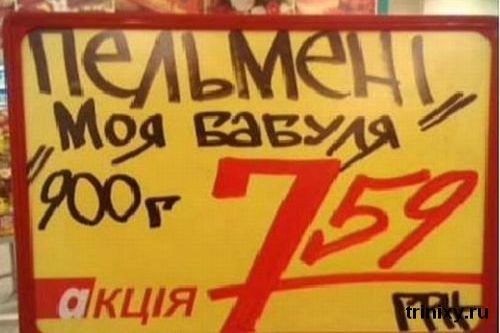 ПЕЛЬМЕНІ
"Моя БАБУЛЯ"
900г
7 59
акція
ГРН
trinixy.ru